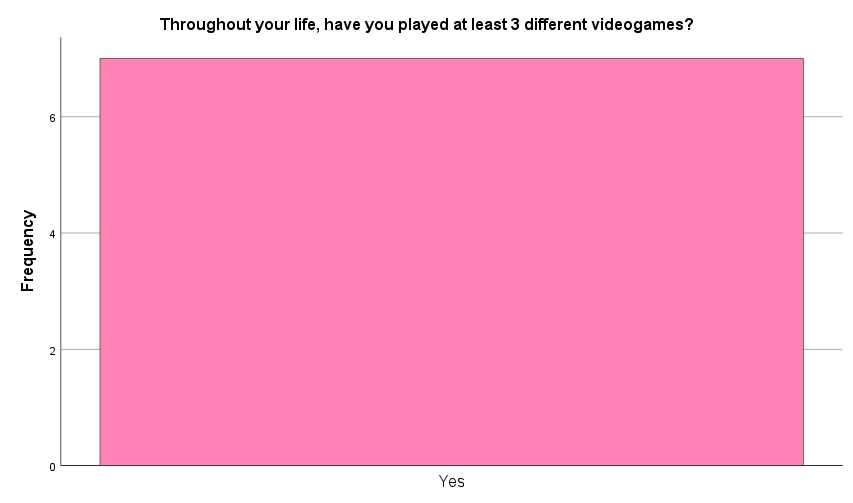 Throughout your life, have you played at least 3 different videogames?
Frequency
6
4
2
0
Yes